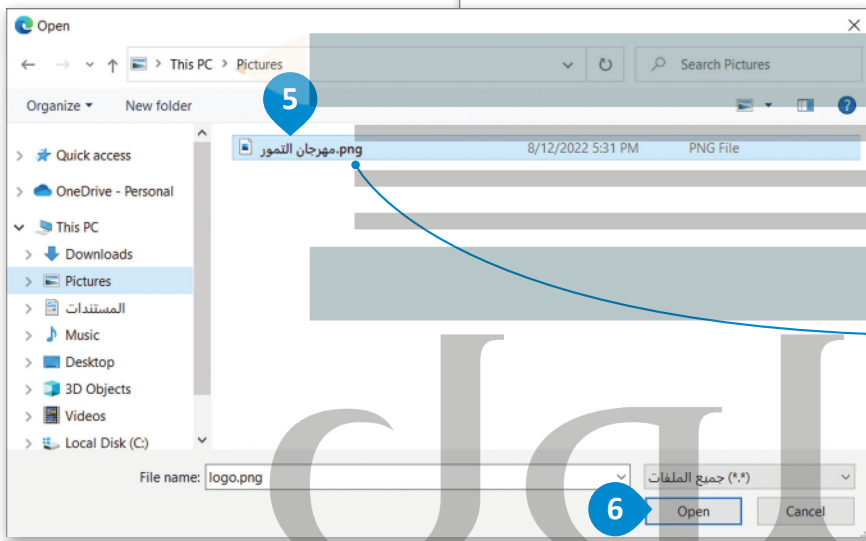 Open
This PC > Pictures
Search Pictures
Organize
New folder
5
Quick access
مهرجان التمور.png
8/12/2022 5:31 PM
PNG File
OneDrive - Personal
This PC
Downloads
Pictures
المستندات
Music
Desktop
3D Objects
Videos
Local Disk (C:)
File name: logo.png
جميع الملفات (*.*)
6
Open
Cancel